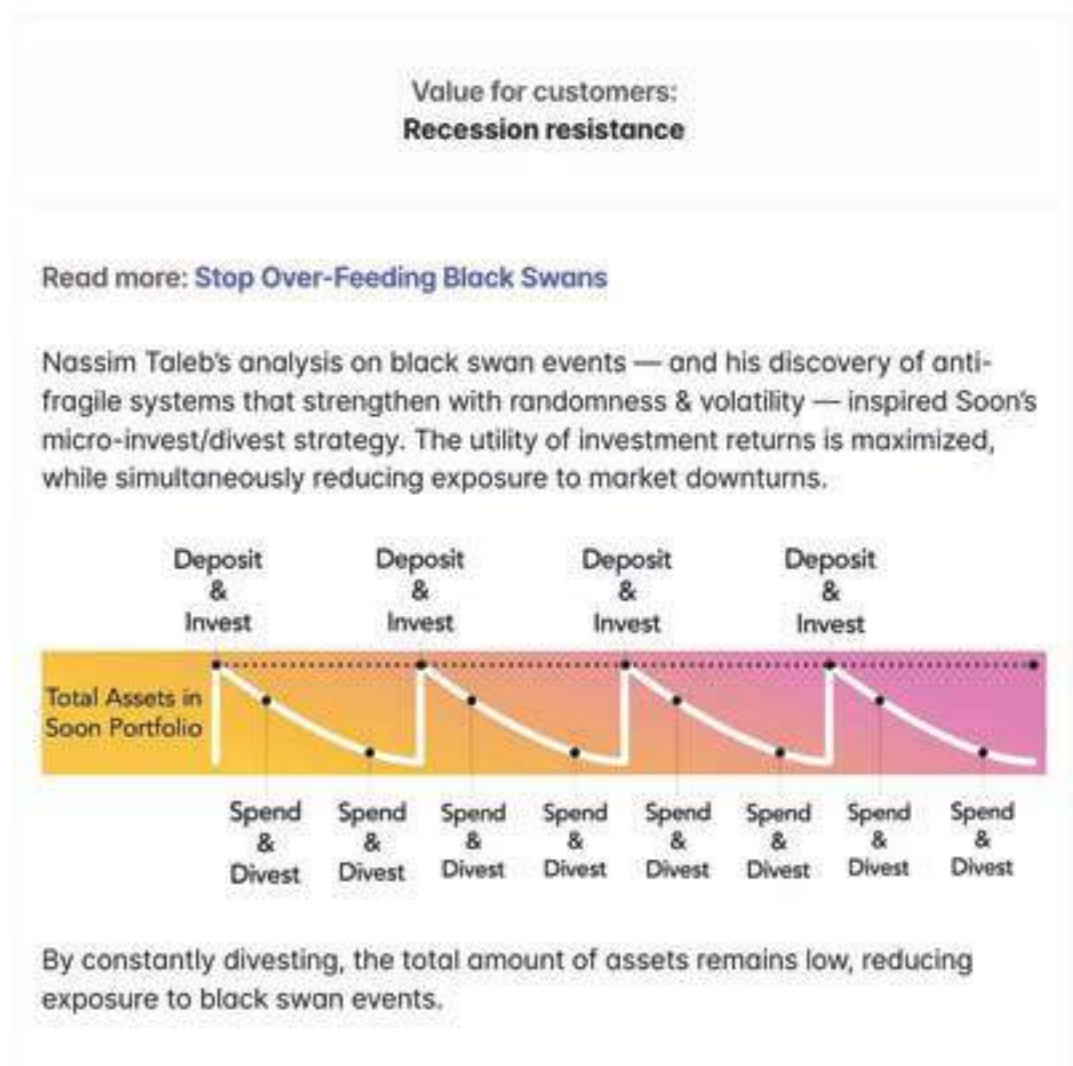 Value for customers:
Recession resistance
Read more: Stop Over-Feeding Black Swans
Nassim Taleb's analysis on black swan events — and his discovery of anti-
fragile systems that strengthen with randomness & volatility — inspired Soon's
micro-invest/divest strategy. The utility of investment returns is maximized,
while simultaneously reducing exposure to market downturns.
Deposit Deposit Deposit Deposit
& & & &
Invest Invest Invest Invest
Total Assets in
Soon Portfolio
Spend Spend Spend Spend Spend Spend Spend Spend
& & & & & & & &
Divest Divest Divest Divest Divest Divest Divest Divest
By constantly divesting, the total amount of assets remains low, reducing
exposure to black swan events.